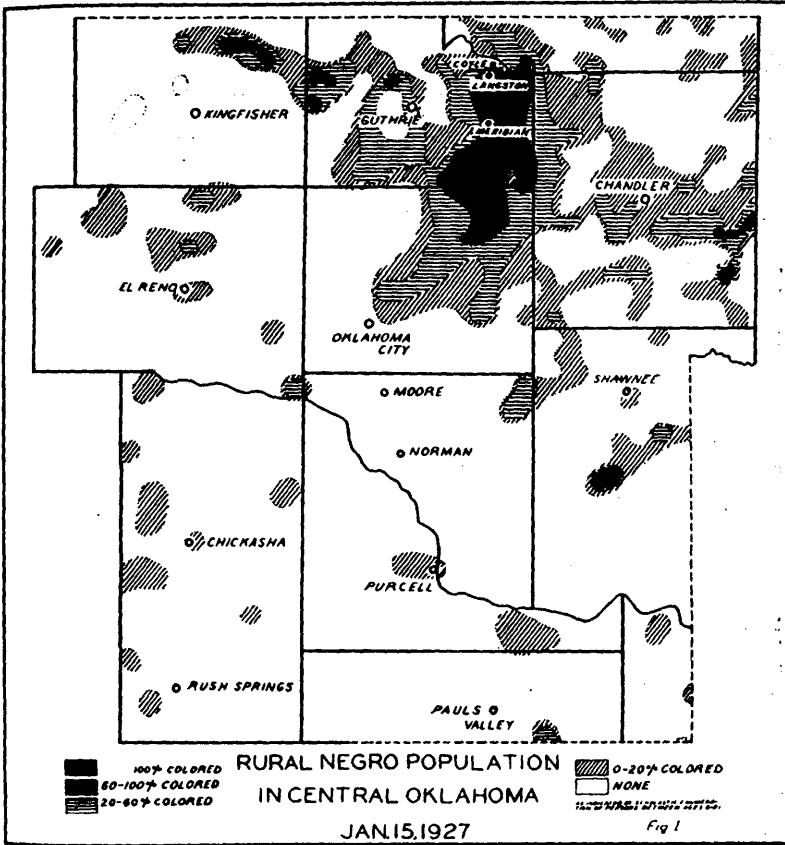 COYLE
LANGSTON
KINGFISHER
GUTHRIE
MERIDIAN
CHANDLER
EL RENO
OKLAHOMA
CITY
MOORE
SHAWNEE
NORMAN
CHICKASHA
PURCELL
RUSH SPRINGS
PAULS
VALLEY
100% COLORED
60-100% COLORED
20-60% COLORED
RURAL NEGRO POPULATION
IN CENTRAL OKLAHOMA
JAN.15,1927
0-20% COLORED
NONE
Fig 1